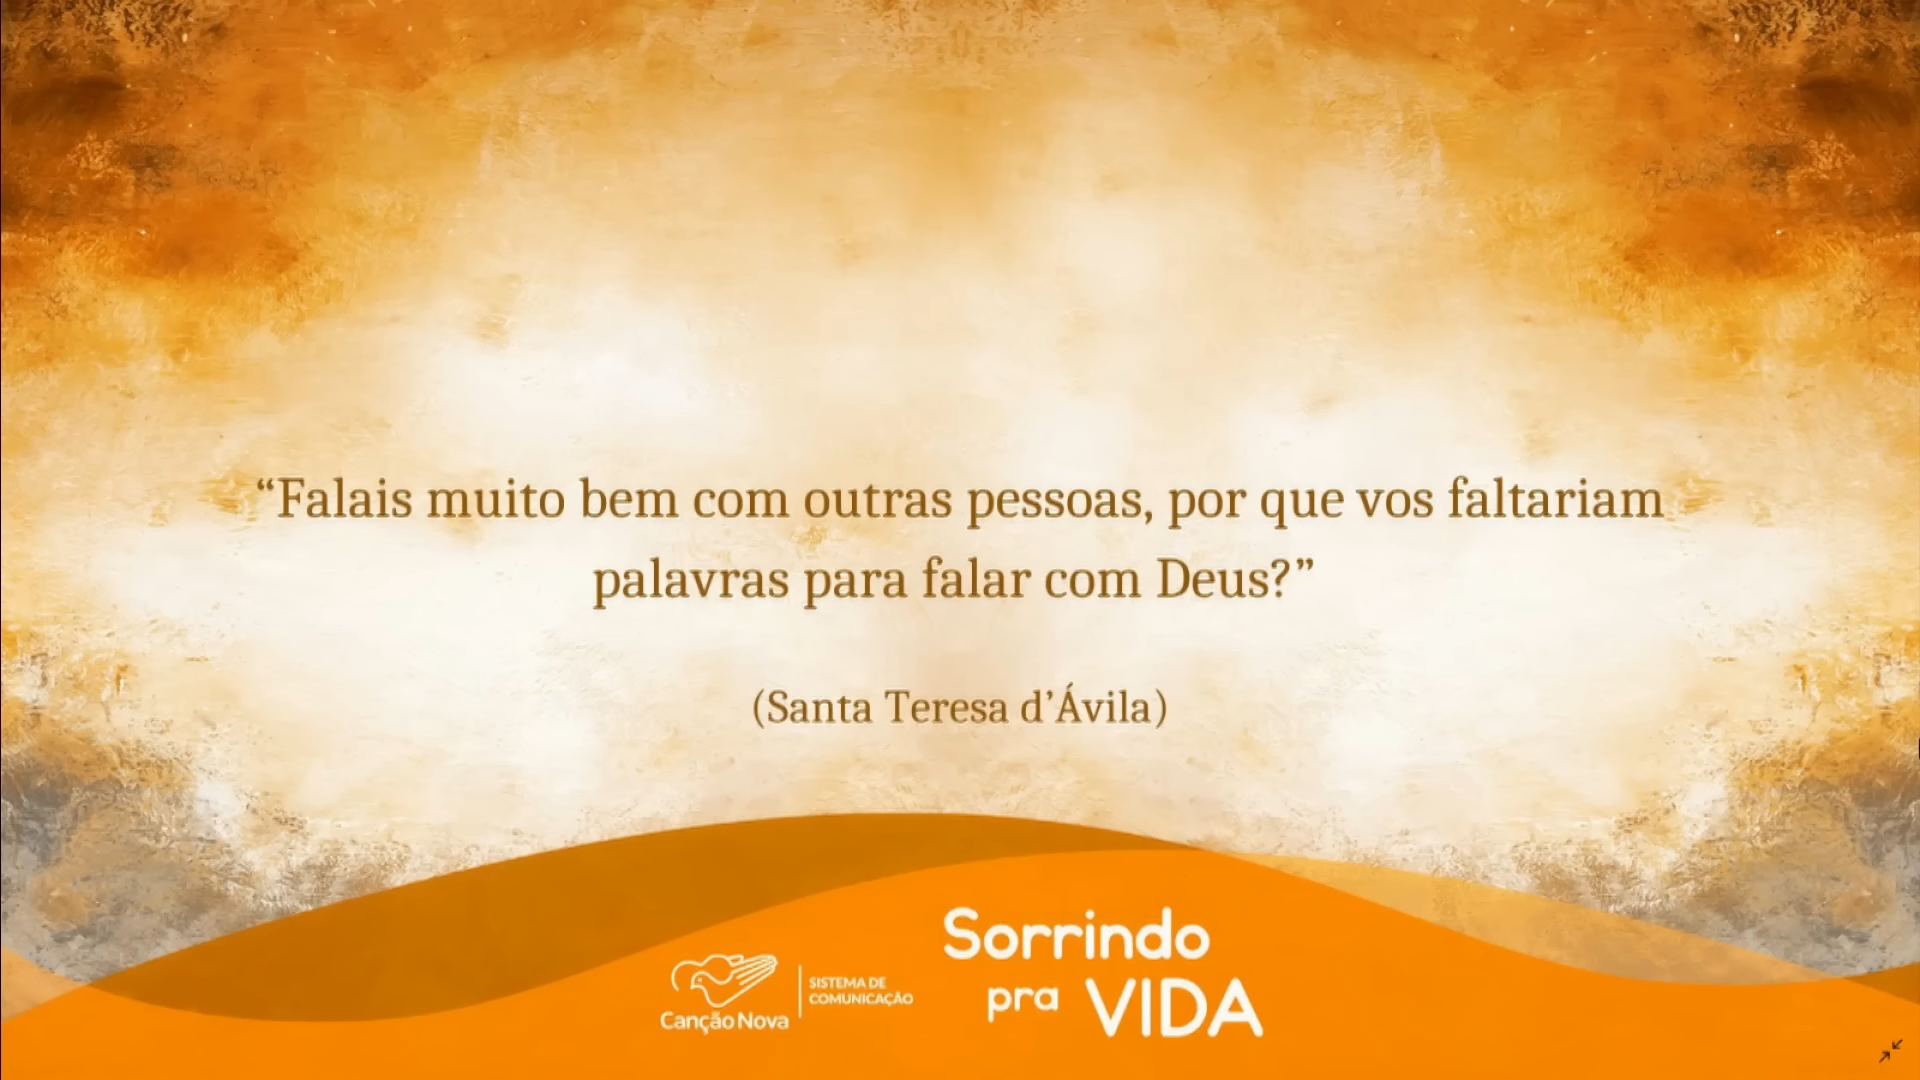 “Falais muito bem com outras pessoas, por que vos faltariam
palavras para falar com Deus?”
(Santa Teresa d’Ávila)
Canção Nova
SISTEMA DE
COMUNICAÇÃO
Sorrindo
pra VIDA